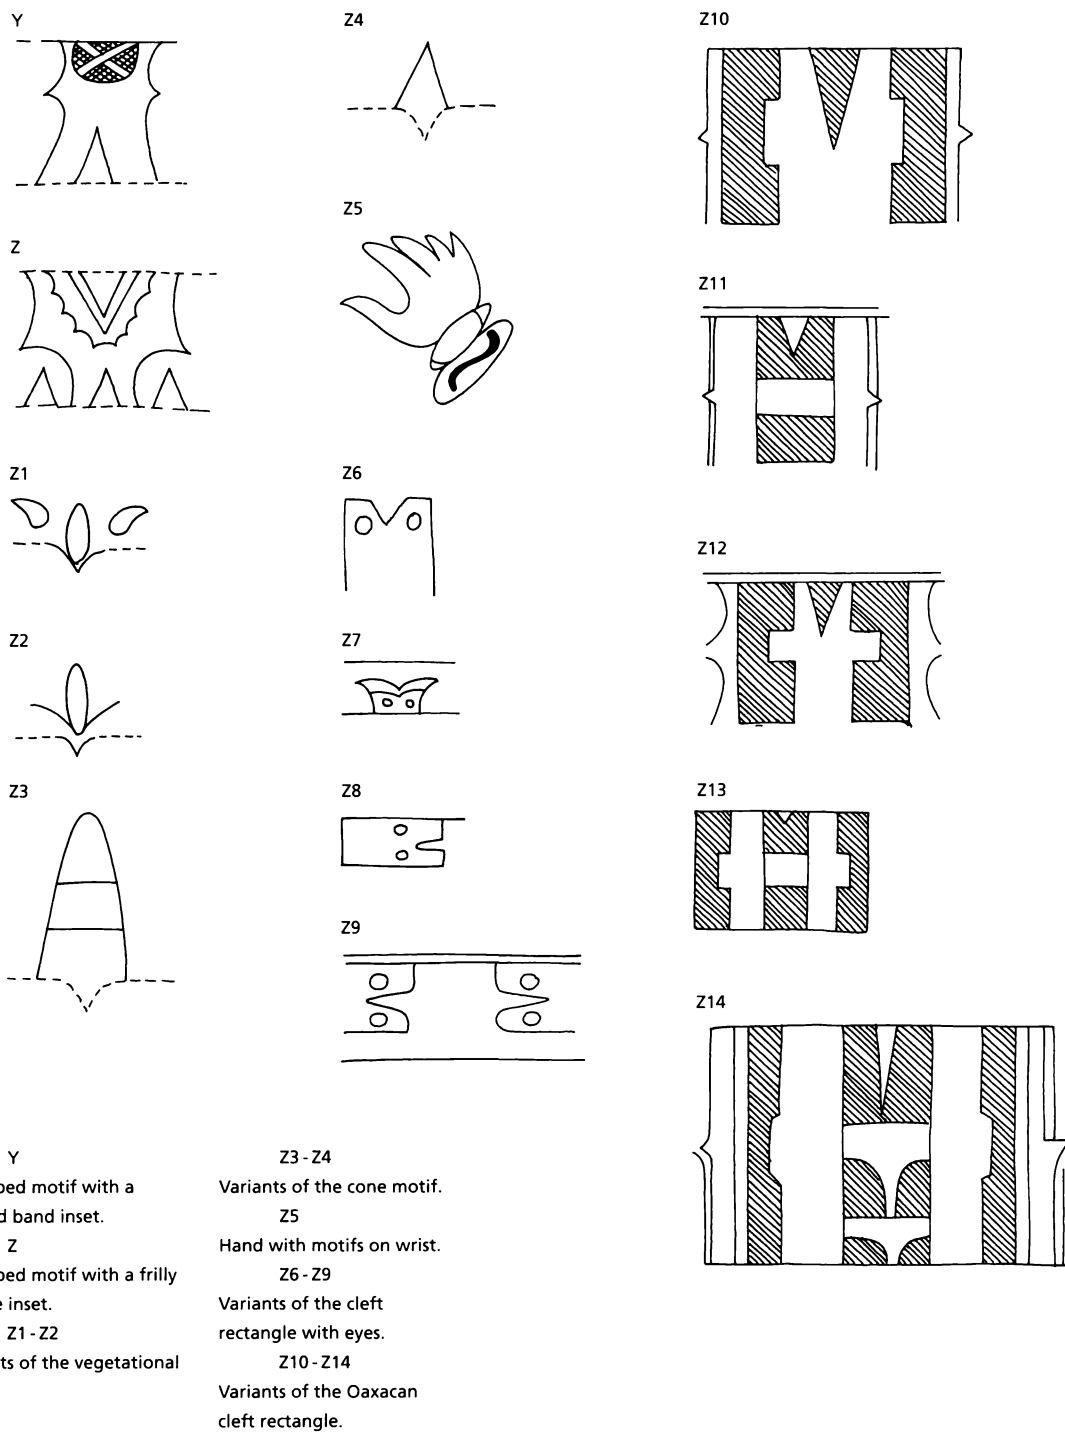 Y
Z4
Z10
Z5
Z
Z11
Z1
Z6
Z12
Z2
Z7
Z3
Z8
Z13
Z9
Z14
Y
ped motif with a
d band inset.
Z
ped motif with a frilly
e inset.
Z1 - Z2
ts of the vegetational
Z3 - Z4
Variants of the cone motif.
Z5
Hand with motifs on wrist.
Z6 - Z9
Variants of the cleft
rectangle with eyes.
Z10 - Z14
Variants of the Oaxacan
cleft rectangle.